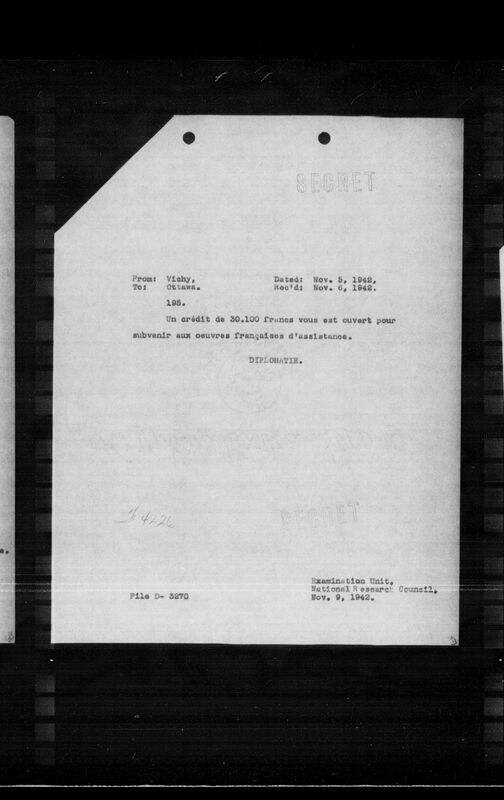 SECRET
From: Vichy, Dated: Nov. 5, 1942,
To: Ottawa. Rec'd: Nov. 6, 1942.
195.
Un crédit de 30.100 francs vous est ouvert pour
subvenir aux oeuvres françaises d'assistance.
DIPLOMATIE.
4226
SECRET
Examination Unit,
National Research Council,
File D- 3270 Nov. 9, 1942.